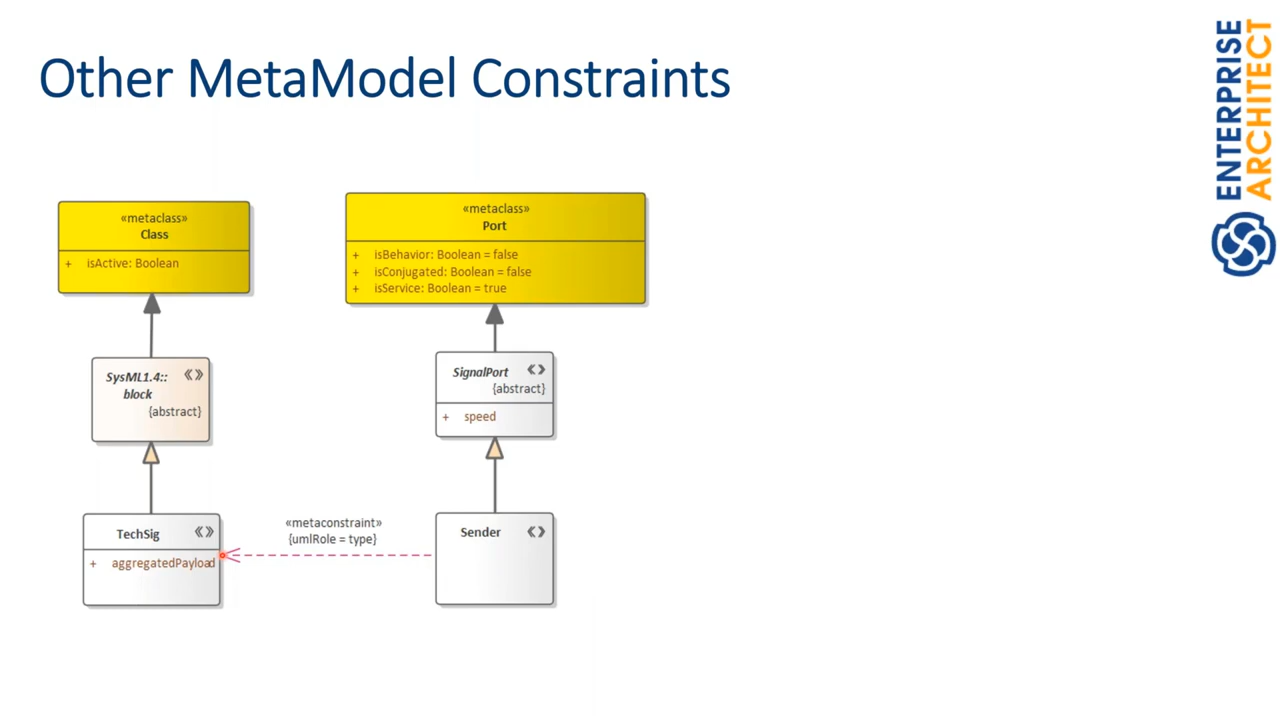 Other MetaModel Constraints
ENTERPRISE
ARCHITECT
«metaclass»
Class
+ isActive: Boolean
«metaclass»
Port
+ isBehavior: Boolean = false
+ isConjugated: Boolean = false
+ isService: Boolean = true
SysML1.4::
block
{abstract}
SignalPort
{abstract}
+ speed
TechSig
+ aggregatedPayload
«metaconstraint»
{umlRole = type}
Sender